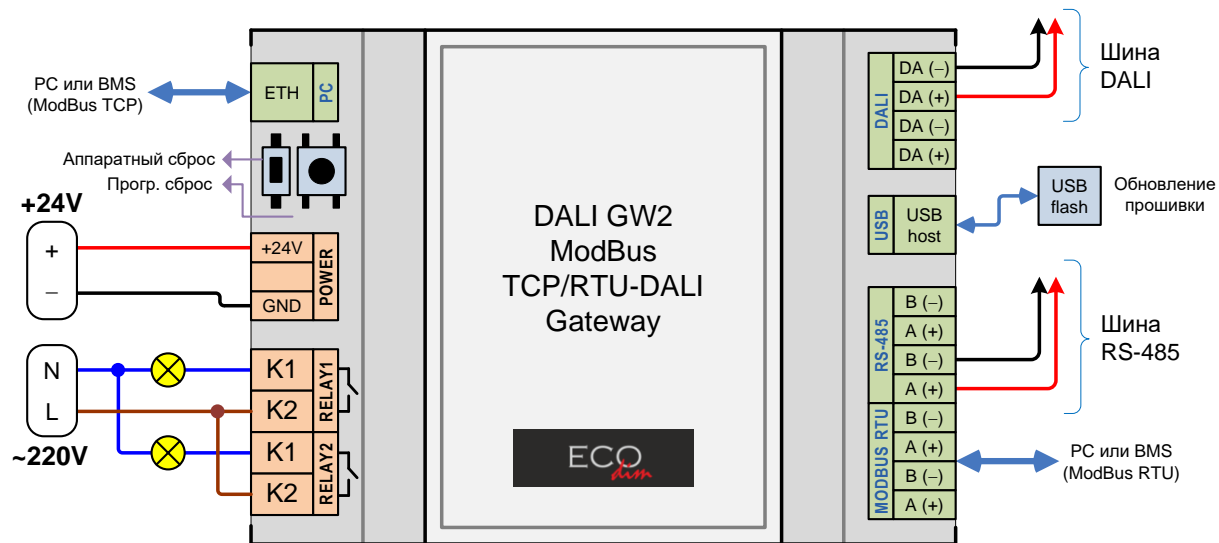 PC или BMS
(ModBus TCP)
ETH
PC
Аппаратный сброс
Прогр. сброс
+24V
+
−
+24V
GND
POWER
N
L
~220V
K1
K2
RELAY1
K1
K2
RELAY2
DALI GW2
ModBus
TCP/RTU-DALI
Gateway
ECO
dim
DALI
DA (−)
DA (+)
DA (−)
DA (+)
Шина
DALI
USB
USB
host
USB
flash
Обновление
прошивки
RS-485
B (−)
A (+)
B (−)
A (+)
Шина
RS-485
MODBUS RTU
B (−)
A (+)
B (−)
A (+)
PC или BMS
(ModBus RTU)